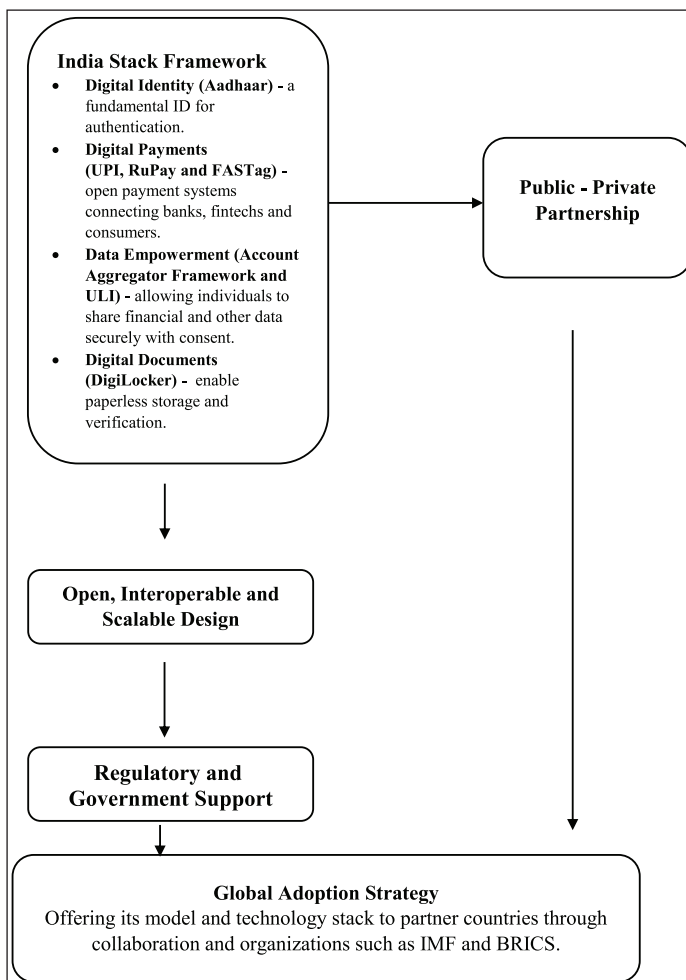 India Stack Framework
• Digital Identity (Aadhaar) - a
fundamental ID for
authentication.
• Digital Payments
(UPI, RuPay and FASTag) -
open payment systems
connecting banks, fintechs and
consumers.
• Data Empowerment (Account
Aggregator Framework and
ULI) - allowing individuals to
share financial and other data
securely with consent.
• Digital Documents
(DigiLocker) - enable
paperless storage and
verification.
Public - Private
Partnership
Open, Interoperable and
Scalable Design
Regulatory and
Government Support
Global Adoption Strategy
Offering its model and technology stack to partner countries through
collaboration and organizations such as IMF and BRICS.